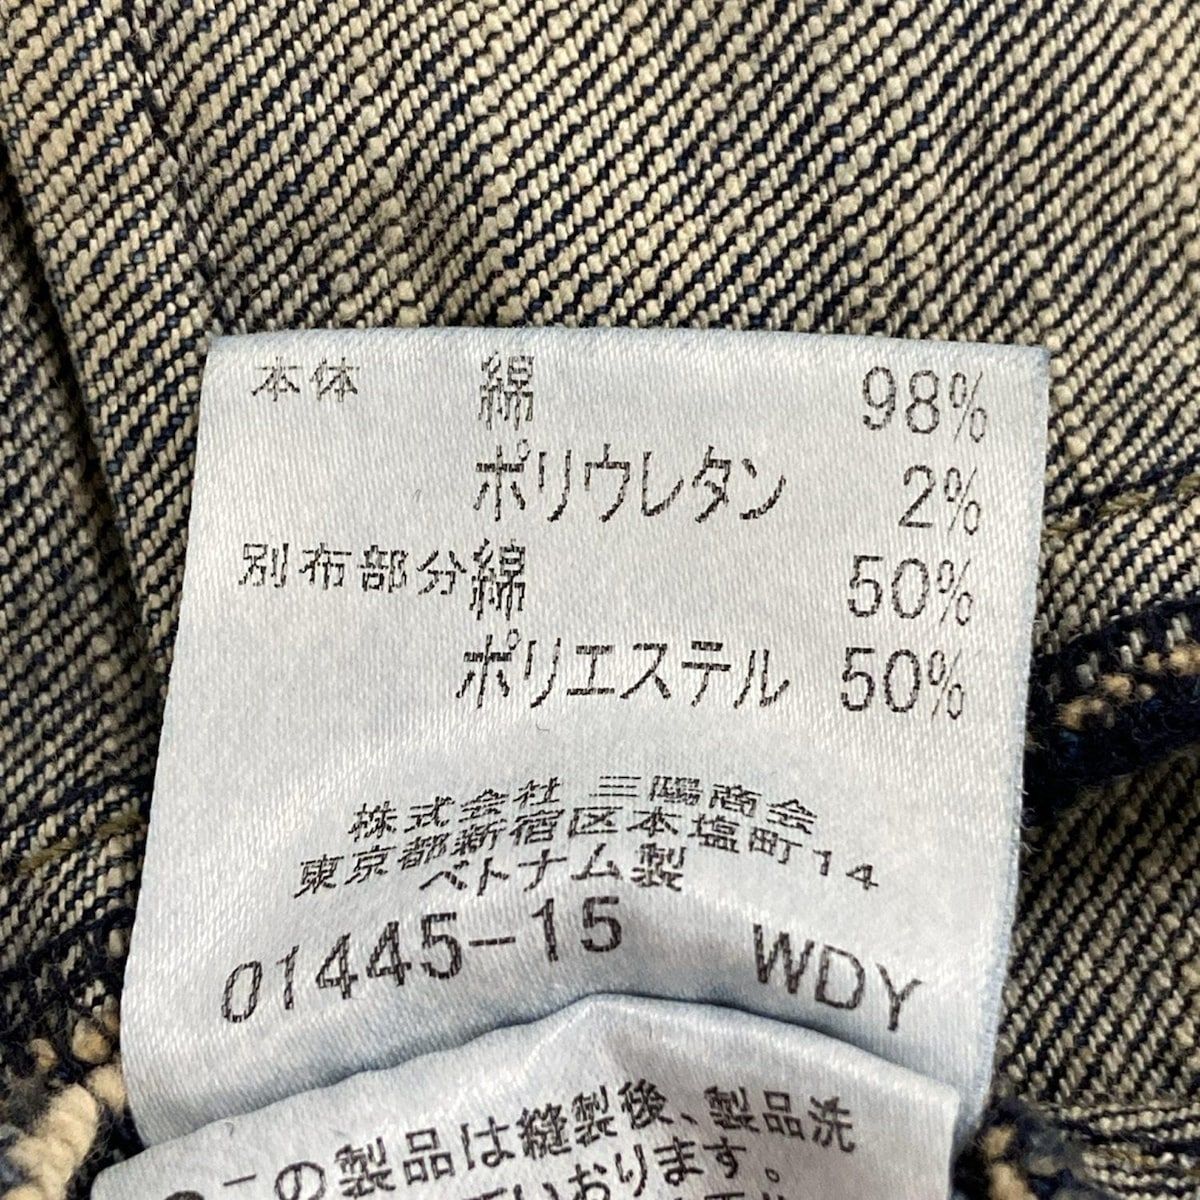 本体 綿 98%
ポリウレタン 2%
別布部分 綿 50%
ポリエステル 50%
株式会社 三陽商会
東京都新宿区本塩町14
ベトナム製
01445-15 WDY
の製品は縫製後、製品洗
おります。